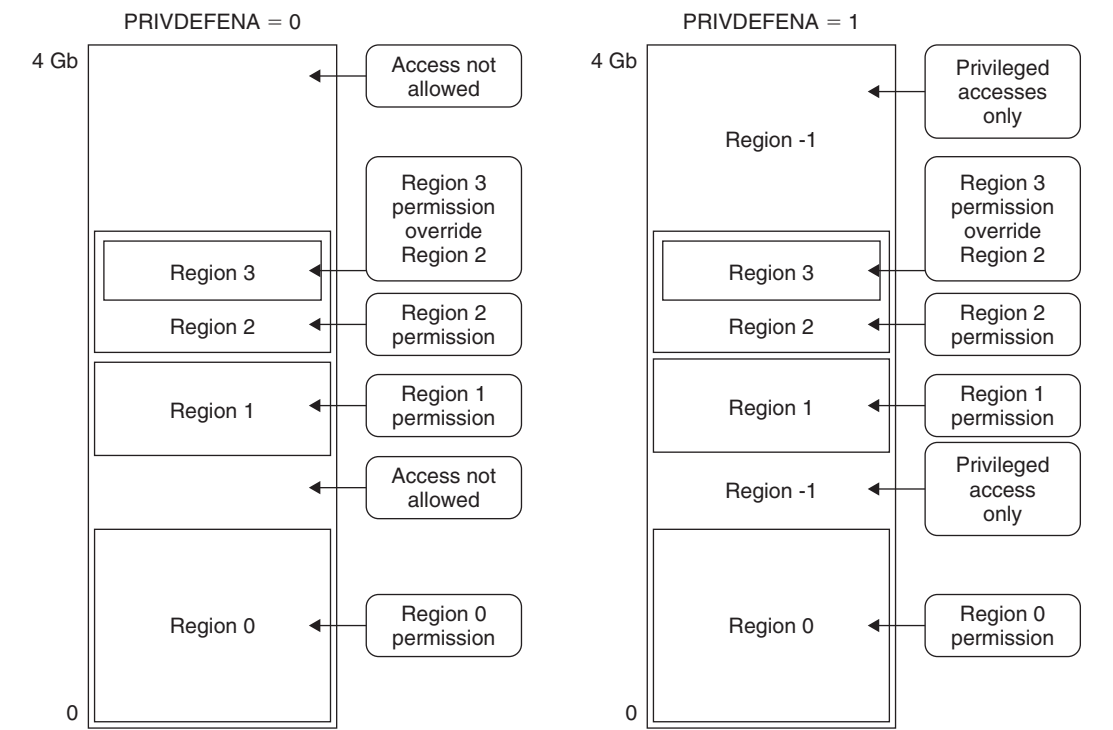 PRIVDEFENA = 0
4 Gb
Access not
allowed
Region 3
permission
override
Region 2
Region 3
Region 2
Region 2
permission
Region 1
Region 1
permission
Access not
allowed
Region 0
Region 0
permission
0
PRIVDEFENA = 1
4 Gb
Privileged
accesses
only
Region -1
Region 3
permission
override
Region 2
Region 3
Region 2
Region 2
permission
Region 1
Region 1
permission
Region -1
Privileged
access
only
Region 0
Region 0
permission
0